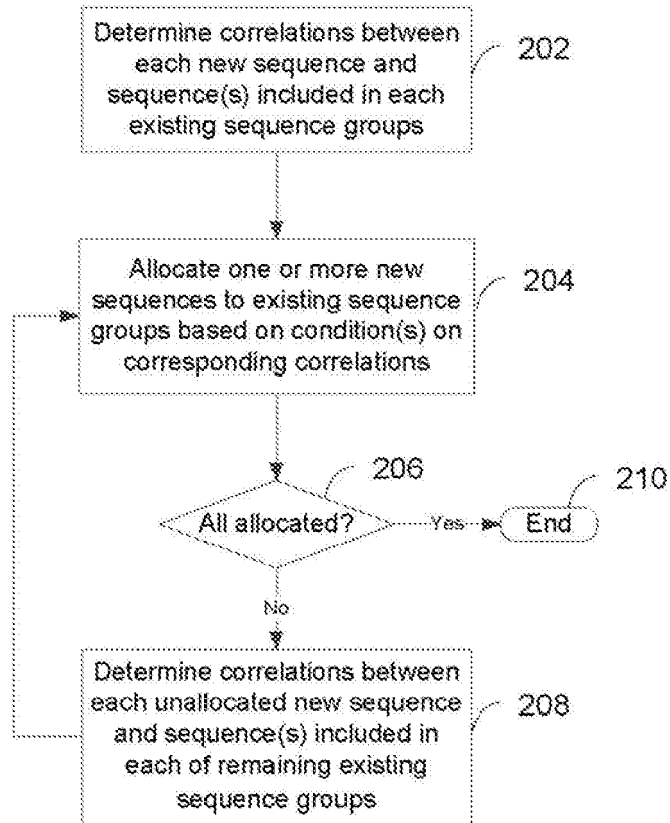 Determine correlations between
each new sequence and
sequence(s) included in each
existing sequence groups
202
Allocate one or more new
sequences to existing sequence
groups based on condition(s) on
corresponding correlations
204
206
All allocated?
Yes
210
End
No
Determine correlations between
each unallocated new sequence
and sequence(s) included in
each of remaining existing
sequence groups
208